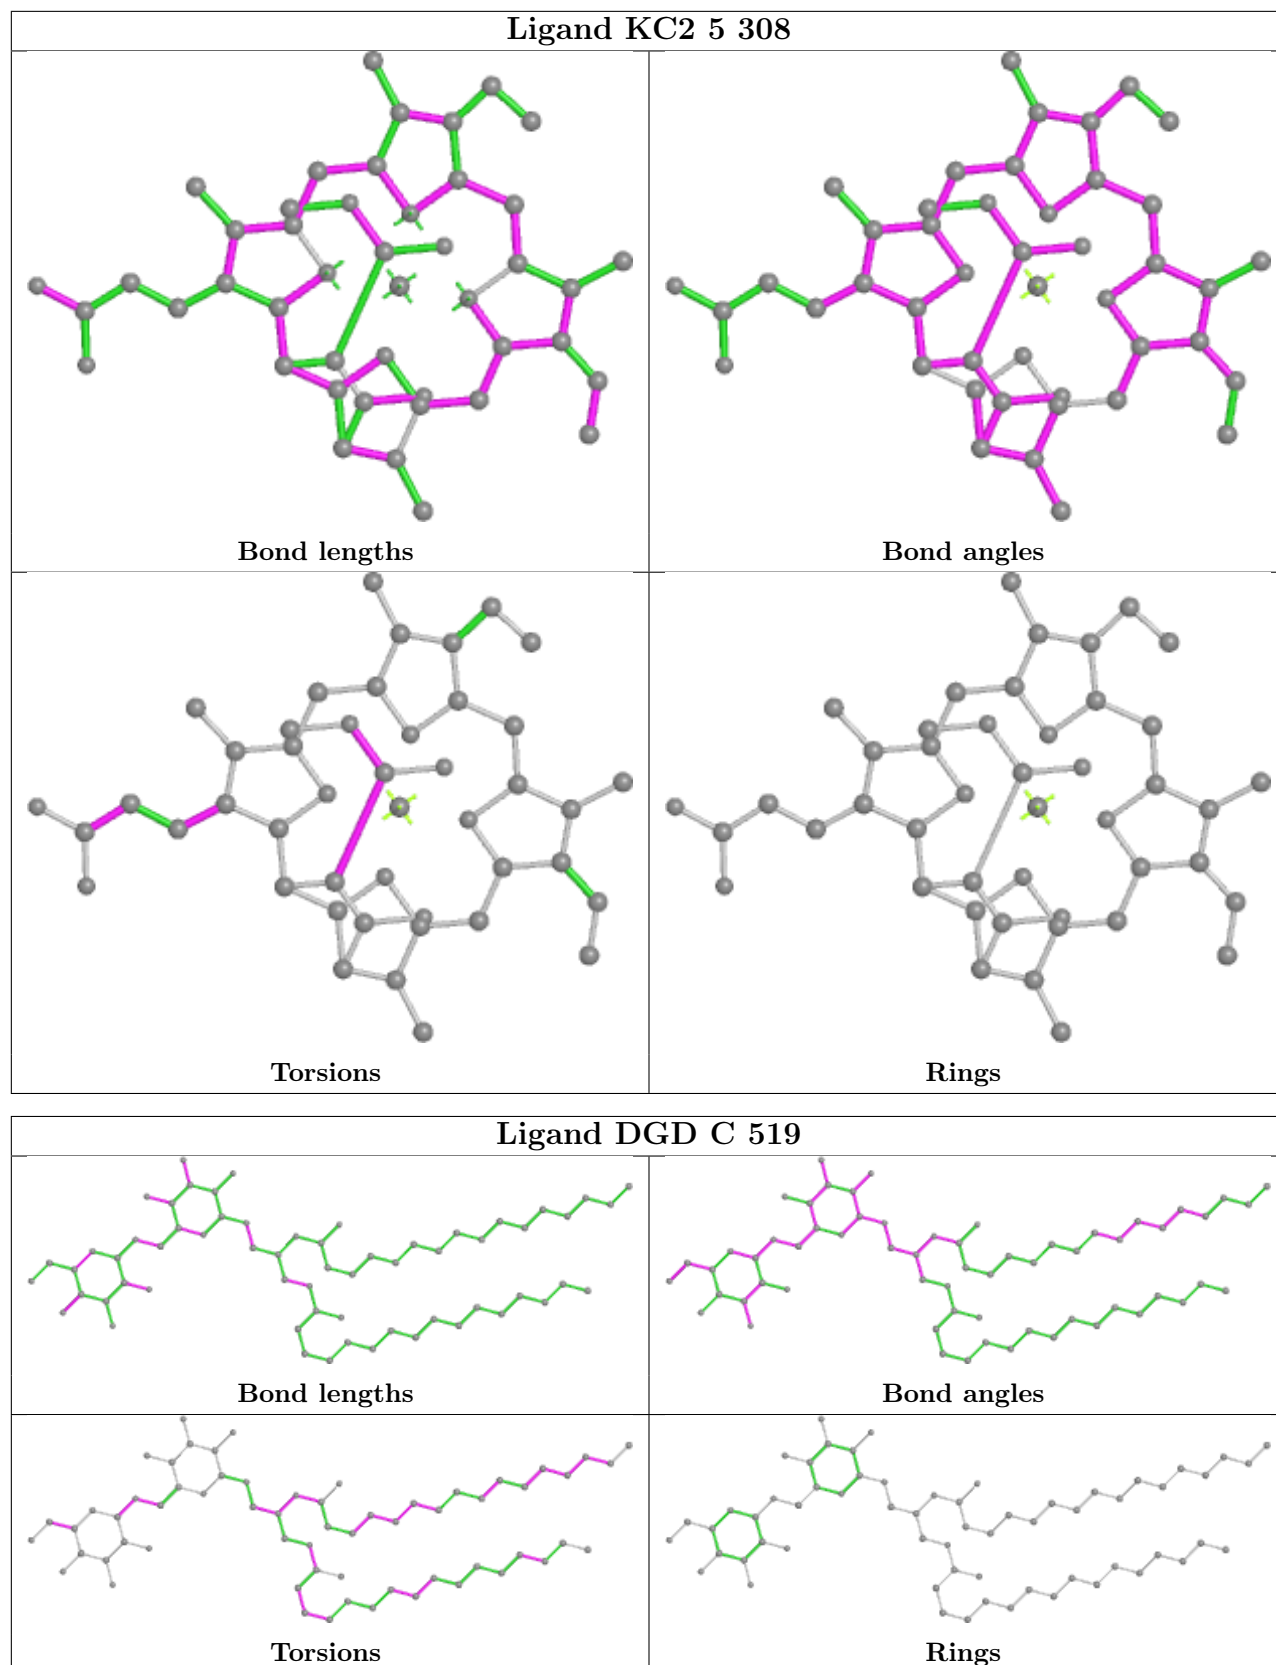 Ligand KC2 5 308
Bond lengths
Bond angles
Torsions
Rings
Ligand DGD C 519
Bond lengths
Bond angles
Torsions
Rings